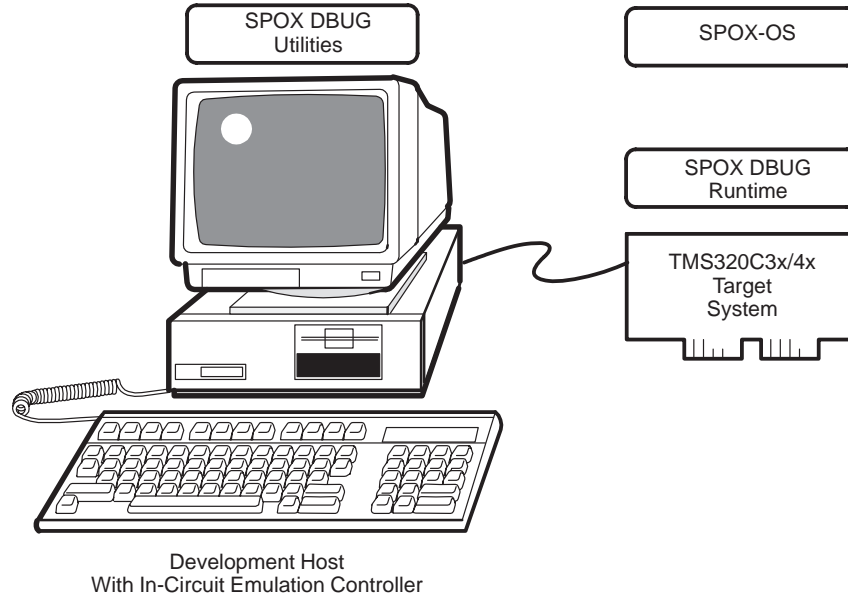 SPOX DBUG
Utilities
SPOX-OS
SPOX DBUG
Runtime
TMS320C3x/4x
Target
System
Development Host
With In-Circuit Emulation Controller